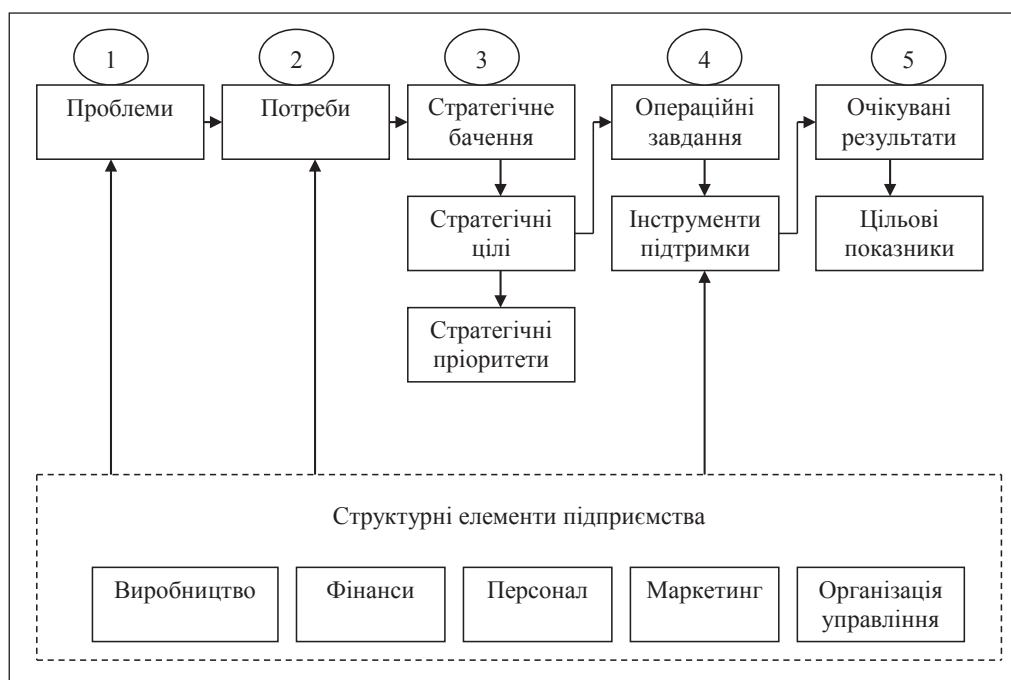 1
Проблеми
2
Потреби
3
Стратегічне
бачення
Стратегічні
цілі
Стратегічні
пріоритети
4
Операційні
завдання
Інструменти
підтримки
5
Очікувані
результати
Цільові
показники
Структурні елементи підприємства
Виробництво
Фінанси
Персонал
Маркетинг
Організація
управління